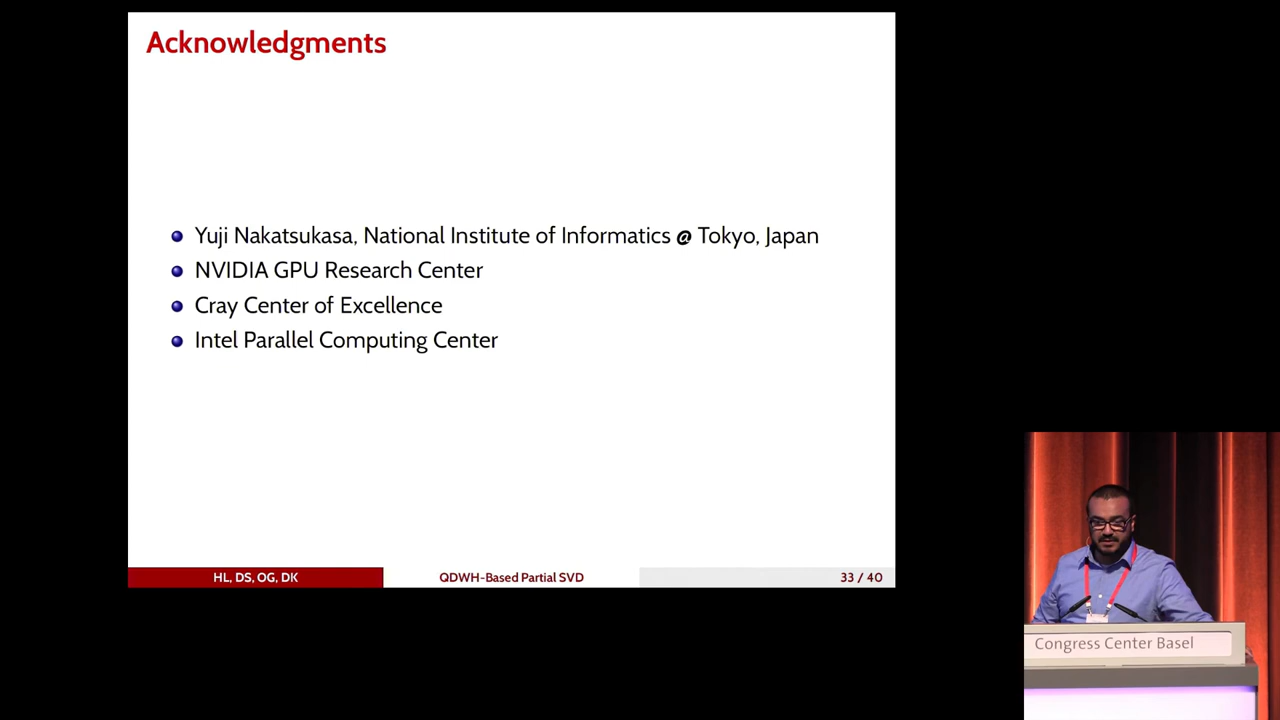 Acknowledgments
Yuji Nakatsukasa, National Institute of Informatics @ Tokyo, Japan
NVIDIA GPU Research Center
Cray Center of Excellence
Intel Parallel Computing Center
HL, DS, OG, DK
QDWH-Based Partial SVD
33 / 40
Congress Center Basel